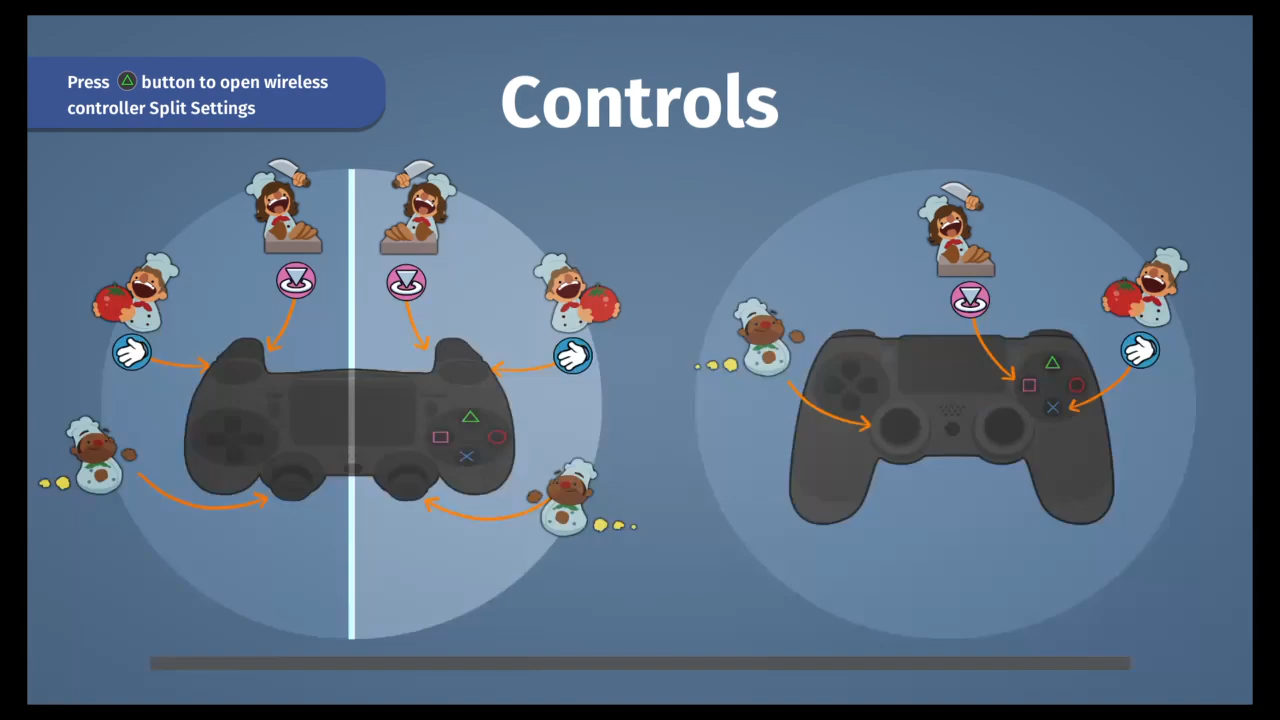 Press button to open wireless
controller Split Settings
Controls